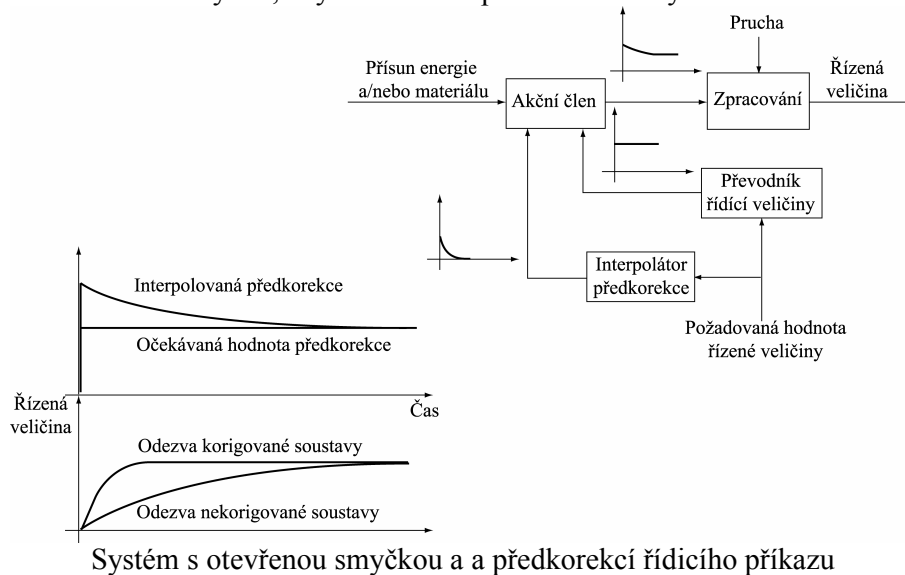 Prucha
Přísun energie
a/nebo materiálu
Akční člen
Zpracování
Řízená
veličina
Převodník
řídící veličiny
Interpolátor
předkorekce
Požadovaná hodnota
řízené veličiny
Interpolovaná předkorekce
Očekávaná hodnota předkorekce
Čas
Řízená
veličina
Odezva korigované soustavy
Odezva nekorigované soustavy
Systém s otevřenou smyčkou a a předkorekcí řídicího příkazu